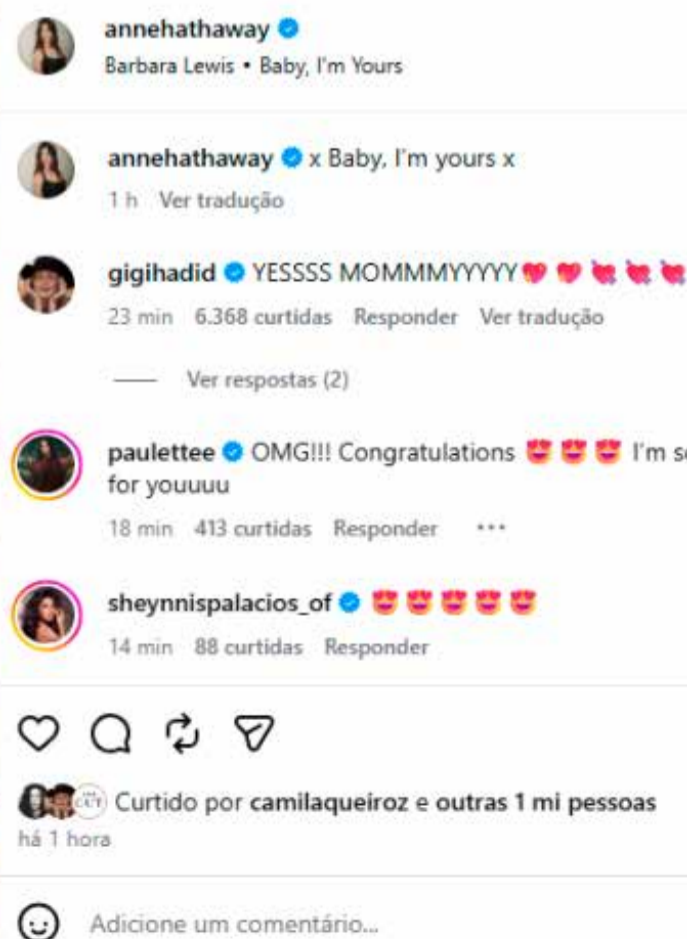 annehathaway
Barbara Lewis • Baby, I'm Yours
annehathaway x Baby, I'm yours x
1 h Ver tradução
gigihadid YESSSS MOMMMYYYYY💖 💖 💘 💘 💘
23 min 6.368 curtidas Responder Ver tradução
Ver respostas (2)
paulettee OMG!!! Congratulations 😍 😍 😍 I'm
for youuuu
18 min 413 curtidas Responder ...
sheynnispalacios_of 😍 😍 😍 😍 😍
14 min 88 curtidas Responder
CUT
Curtido por camilaqueiroz e outras 1 mi pessoas
há 1 hora
Adicione um comentário...